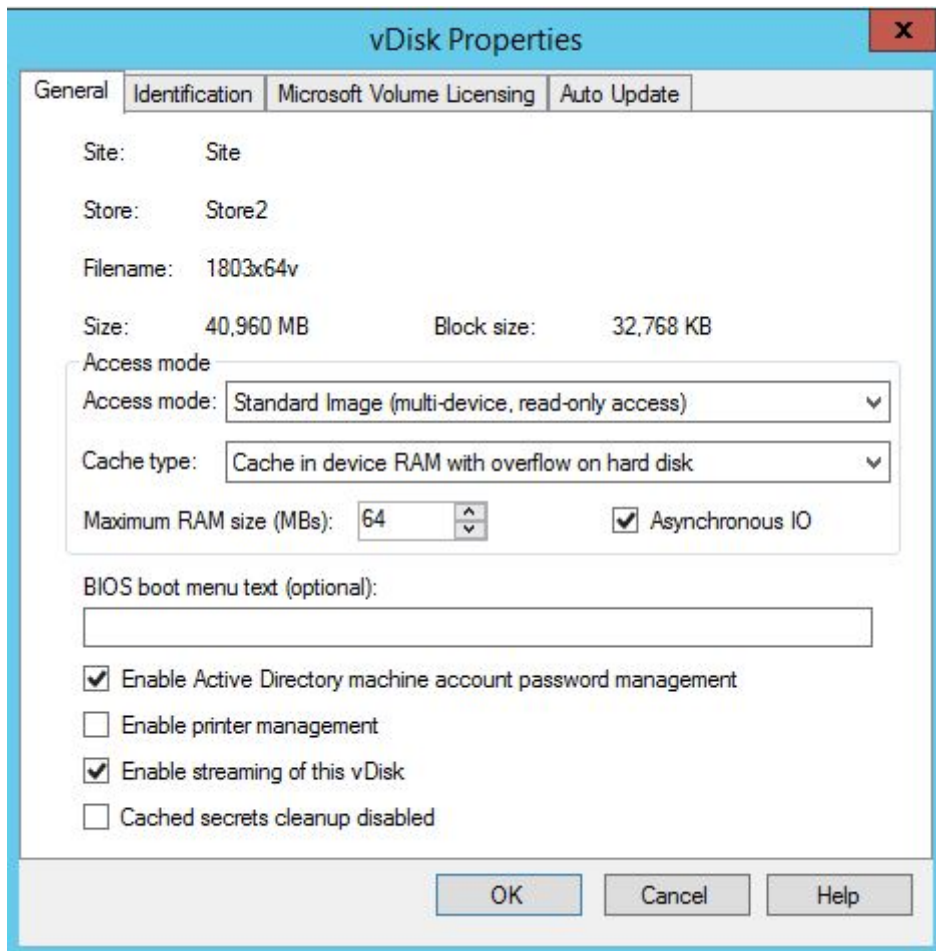 vDisk Properties
x
General Identification Microsoft Volume Licensing Auto Update
Site: Site
Store: Store2
Filename: 1803x64v
Size: 40,960 MB Block size: 32,768 KB
Access mode
Access mode: Standard Image (multi-device, read-only access)
Cache type: Cache in device RAM with overflow on hard disk
Maximum RAM size (MBs): 64 Asynchronous IO
BIOS boot menu text (optional):
Enable Active Directory machine account password management
Enable printer management
Enable streaming of this vDisk
Cached secrets cleanup disabled
OK Cancel Help